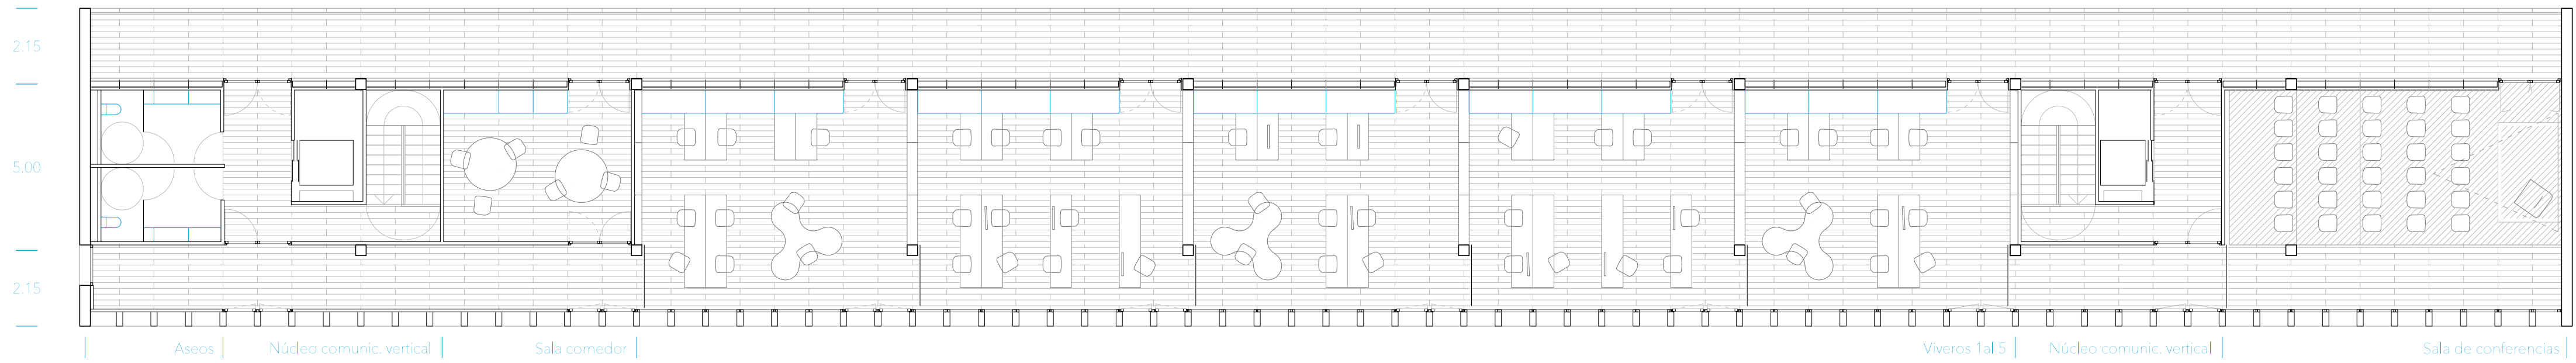 2.15
5.00
2.15
Aseos
Núcleo comunic. vertical
Sala comedor
Viveros 1al 5
Núcleo comunic. vertical
Sala de conferencias